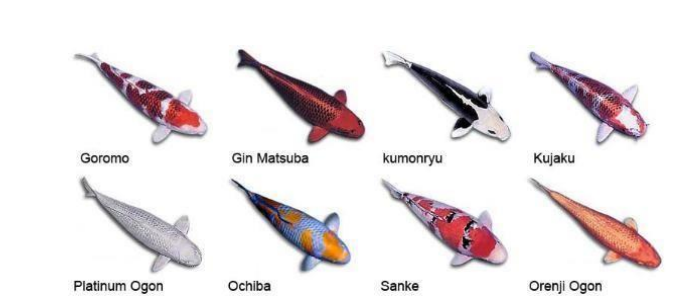 Goromo
Gin Matsuba
kumonryu
Kujaku
Platinum Ogon
Ochiba
Sanke
Orenji Ogon